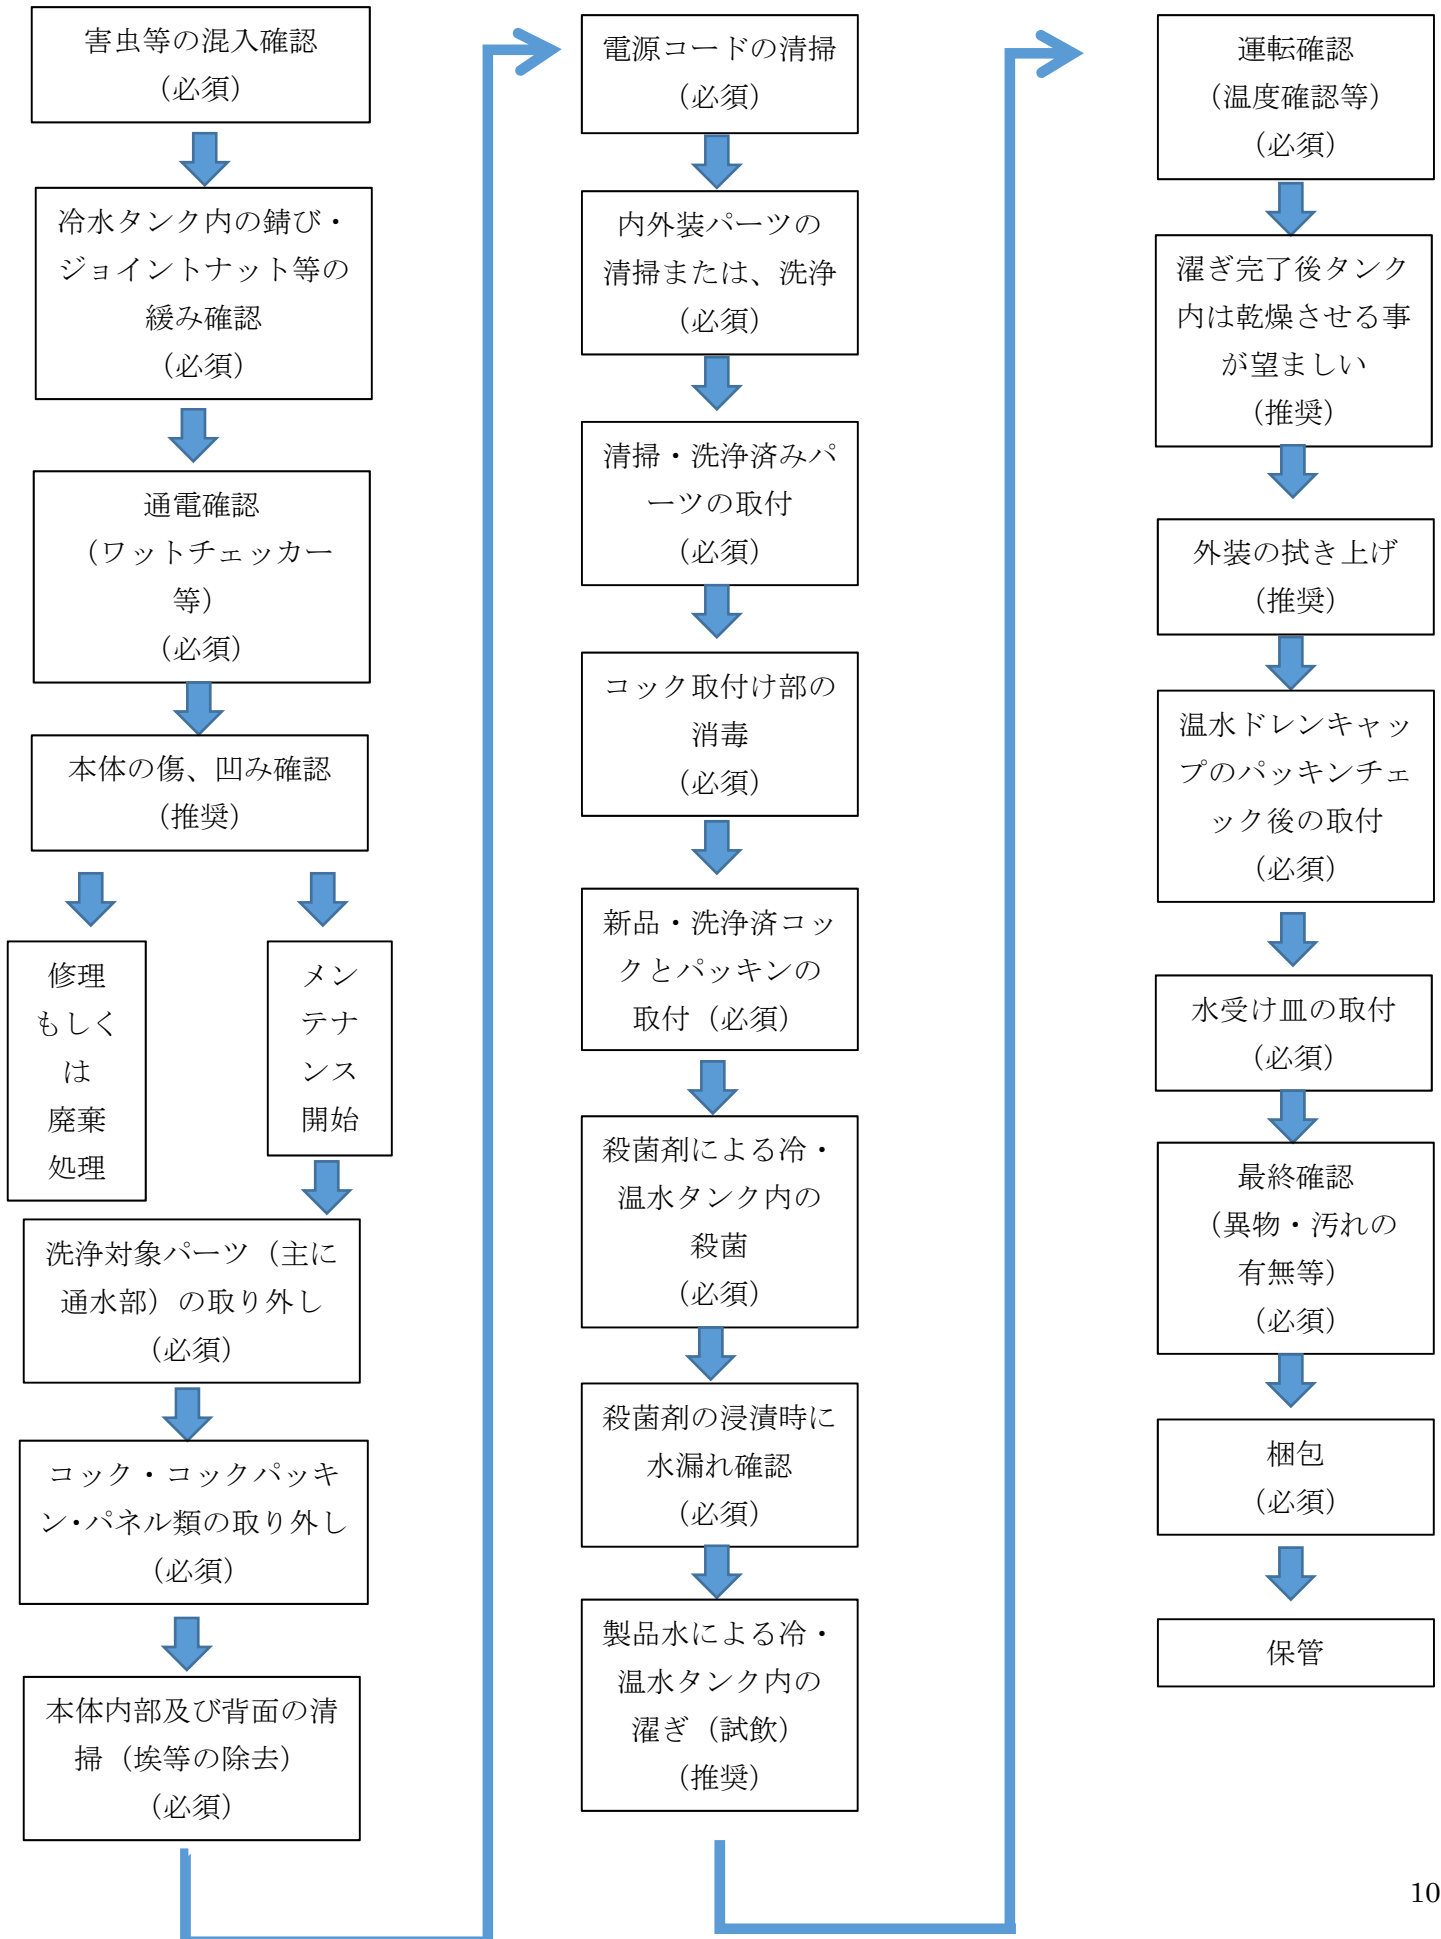 害虫等の混入確認
（必須）
冷水タンク内の錆び・
ジョイントナット等の
緩み確認
（必須）
通電確認
（ワットチェッカー
等）
（必須）
本体の傷、凹み確認
（推奨）
修理
もしく
は
廃棄
処理
メン
テナ
ンス
開始
洗浄対象パーツ（主に
通水部）の取り外し
（必須）
コック・コックパッキ
ン・パネル類の取り外し
（必須）
本体内部及び背面の清
掃（埃等の除去）
（必須）
電源コードの清掃
（必須）
内外装パーツの
清掃または、洗浄
（必須）
清掃・洗浄済みパ
ーツの取付
（必須）
コック取付け部の
消毒
（必須）
新品・洗浄済コッ
クとパッキンの
取付（必須）
殺菌剤による冷・
温水タンク内の
殺菌
（必須）
殺菌剤の浸漬時に
水漏れ確認
（必須）
製品水による冷・
温水タンク内の
濯ぎ（試飲）
（推奨）
運転確認
（温度確認等）
（必須）
濯ぎ完了後タンク
内は乾燥させる事
が望ましい
（推奨）
外装の拭き上げ
（推奨）
温水ドレンキャッ
プのパッキンチェ
ック後の取付
（必須）
水受け皿の取付
（必須）
最終確認
（異物・汚れの
有無等）
（必須）
梱包
（必須）
保管
10